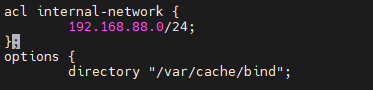 acl internal-network {
        192.168.88.0/24;
};
options {
        directory "/var/cache/bind";